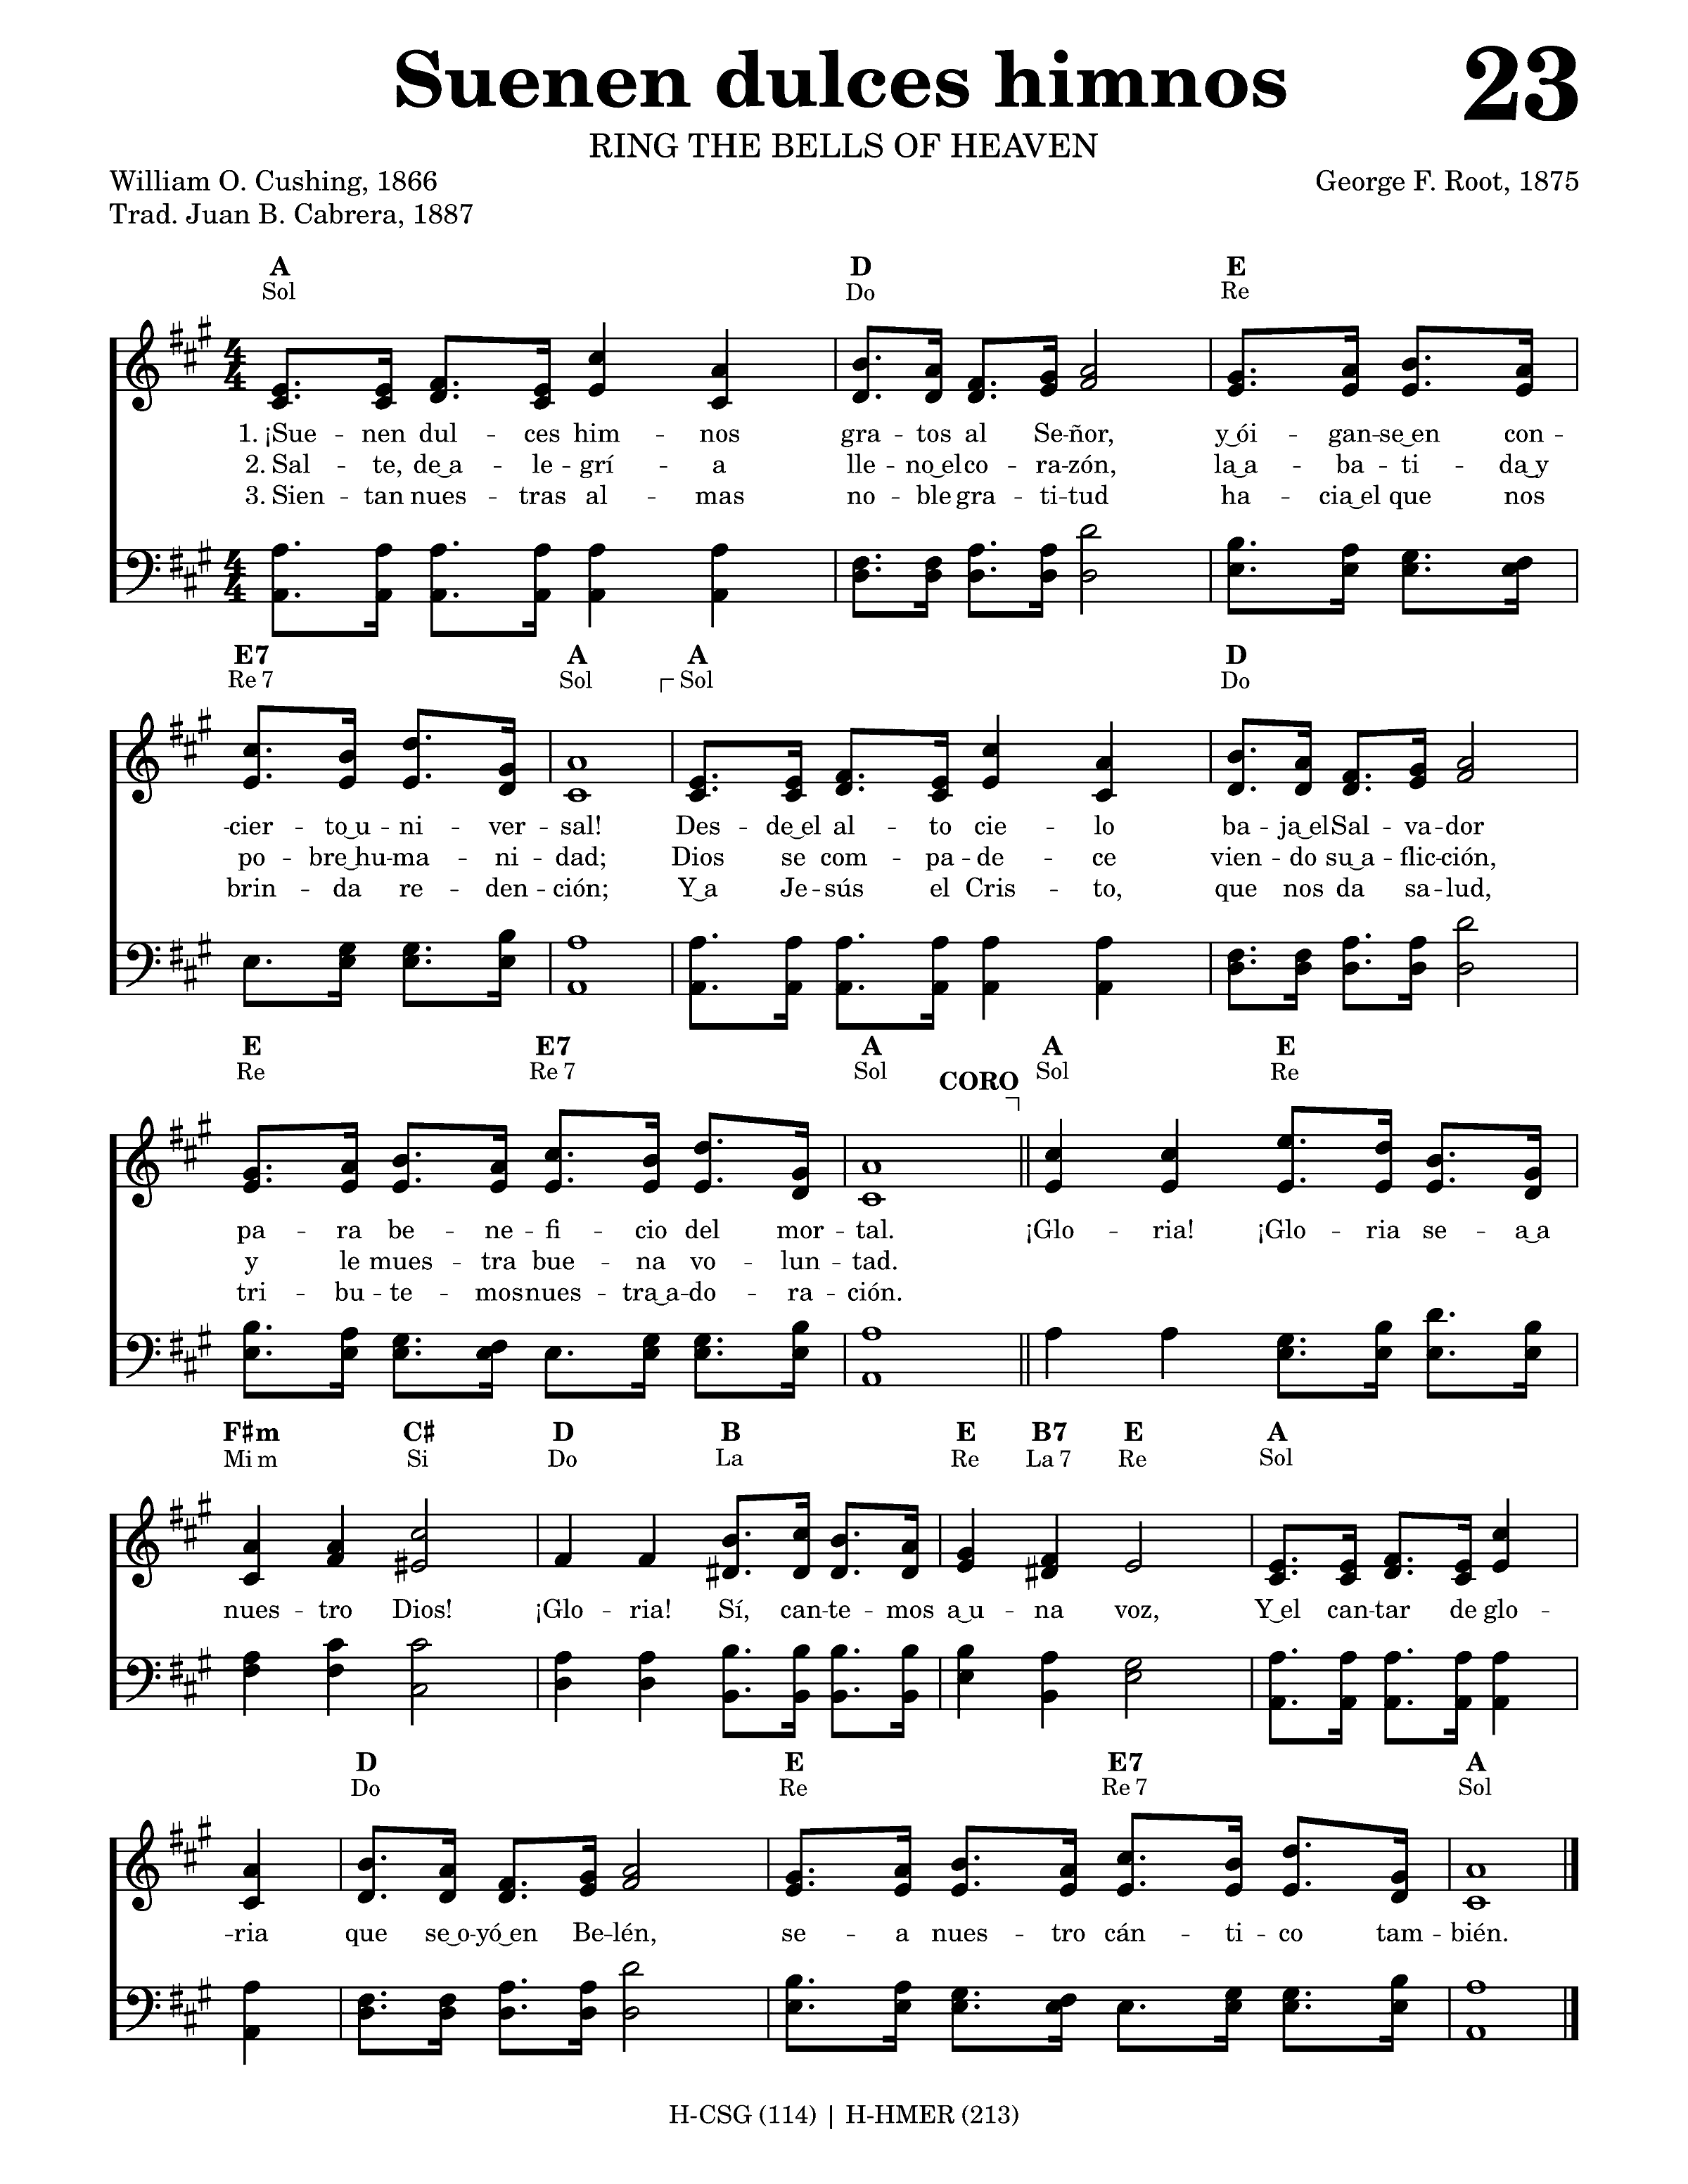 Suenen dulces himnos 23
RING THE BELLS OF HEAVEN
William O. Cushing, 1866 George F. Root, 1875
Trad. Juan B. Cabrera, 1887
A D E
Sol Do Re
1. ¡Sue -- nen dul -- ces him -- nos gra -- tos al Se -- ñor, y‿ói -- gan -- se‿en con --
2. Sal -- te, de‿a -- le -- grí -- a lle -- no‿el co -- ra -- zón, la‿a -- ba -- ti -- da‿y
3. Sien -- tan nues -- tras al -- mas no -- ble gra -- ti -- tud ha -- cia‿el que nos
E7 A A D
Re 7 Sol Sol Do
-- cier -- to‿u -- ni -- ver -- sal! Des -- de‿el al -- to cie -- lo ba -- ja‿el Sal -- va -- dor
po -- bre‿hu -- ma -- ni -- dad; Dios se com -- pa -- de -- ce vien -- do su‿a -- flic -- ción,
brin -- da re -- den -- ción; Y‿a Je -- sús el Cris -- to, que nos da sa -- lud,
E E7 A A E
Re Re 7 Sol Sol Re
CORO
pa -- ra be -- ne -- fi -- cio del mor -- tal. ¡Glo -- ria! ¡Glo -- ria se -- a‿a
y le mues -- tra bue -- na vo -- lun -- tad.
tri -- bu -- te -- mos nues -- tra‿a -- do -- ra -- ción.
F♯m C♯ D B E B7 E A
Mi m Si Do La Re La 7 Re Sol
nues -- tro Dios! ¡Glo -- ria! Sí, can -- te -- mos a‿u -- na voz, Y‿el can -- tar de glo --
D E E7 A
Do Re Re 7 Sol
-- ria que se‿o -- yó‿en Be -- lén, se -- a nues -- tro cán -- ti -- co tam -- bién.
H-CSG (114) | H-HMER (213)